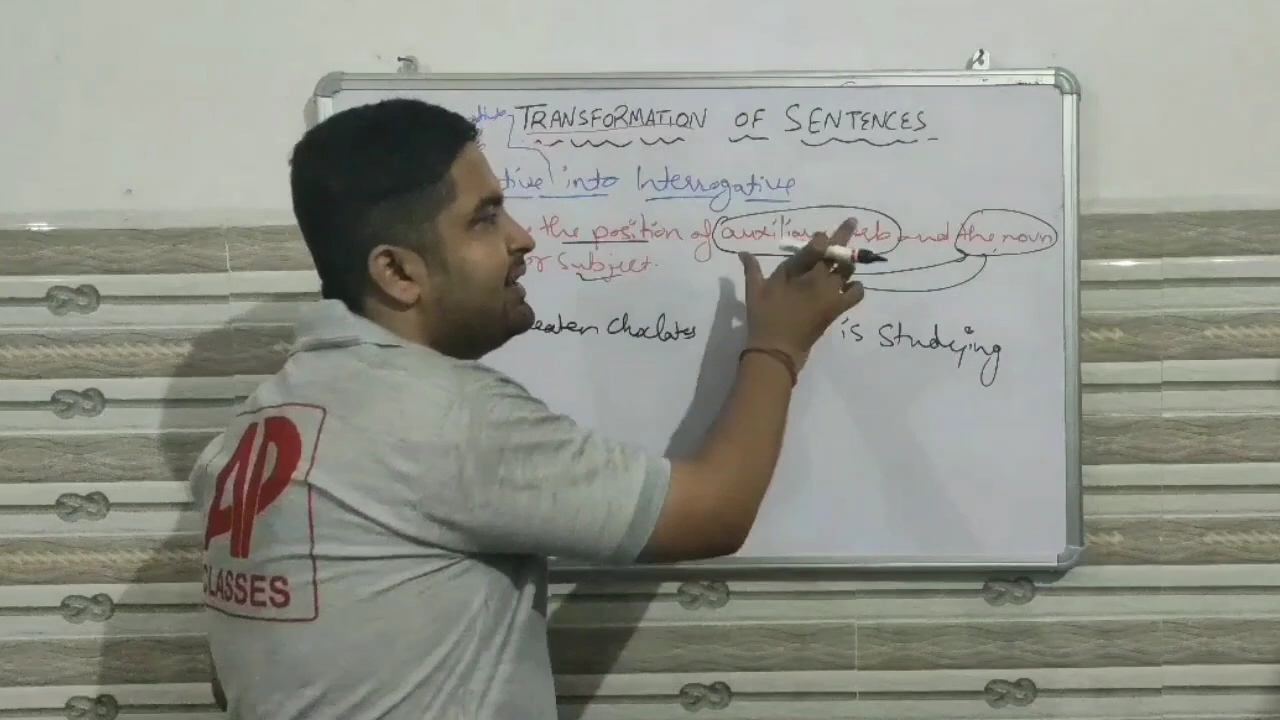 TRANSFORMATION OF SENTENCES
tive into Interrogative
the position of auxiliary verb and the noun
or Subject.
eaten Choclates
is Studying
AP
CLASSES